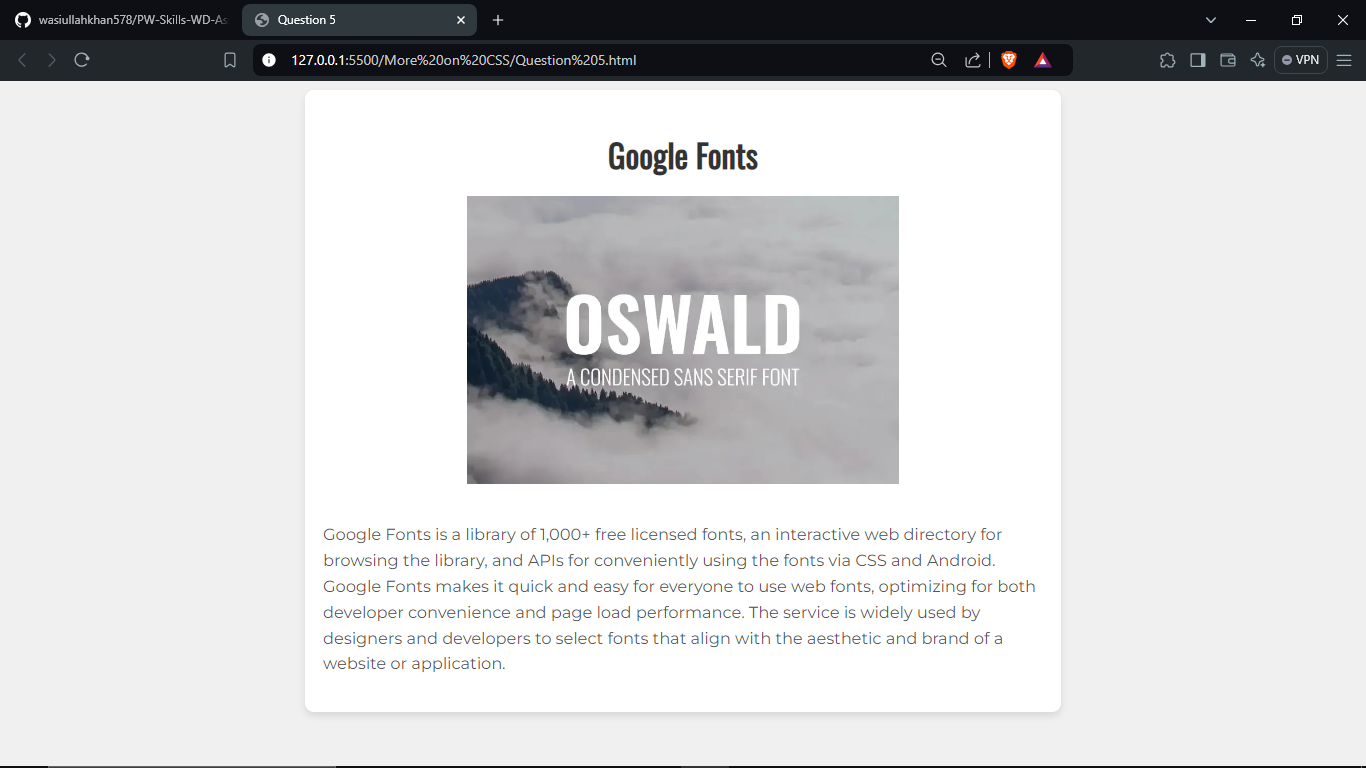 wasiullahkhan578/PW-Skills-WD-As
Question 5
127.0.0.1:5500/More%20on%20CSS/Question%205.html
VPN
Google Fonts
OSWALD
A CONDENSED SANS SERIF FONT
Google Fonts is a library of 1,000+ free licensed fonts, an interactive web directory for
browsing the library, and APIs for conveniently using the fonts via CSS and Android.
Google Fonts makes it quick and easy for everyone to use web fonts, optimizing for both
developer convenience and page load performance. The service is widely used by
designers and developers to select fonts that align with the aesthetic and brand of a
website or application.